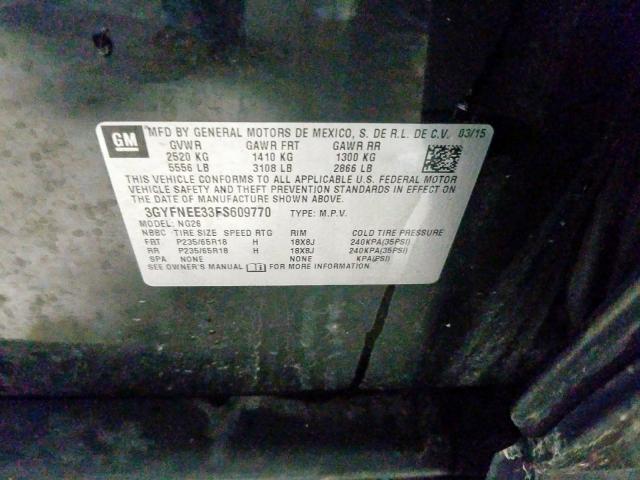 GM MFD BY GENERAL MOTORS DE MEXICO, S. DE R.L. DE C.V. 03/15
GVWR GAWR FRT GAWR RR
2520 KG 1410 KG 1300 KG
5556 LB 3108 LB 2866 LB
THIS VEHICLE CONFORMS TO ALL APPLICABLE U.S. FEDERAL MOTOR
VEHICLE SAFETY AND THEFT PREVENTION STANDARDS IN EFFECT ON
THE DATE OF MANUFACTURE SHOWN ABOVE.
3GYFNEE33FS609770 TYPE: M.P.V.
MODEL: NG26
NBBC TIRE SIZE SPEED RTG RIM COLD TIRE PRESSURE
FRT P235/65R18 H 18X8J 240KPA(35PSI)
RR P235/65R18 H 18X8J 240KPA(35PSI)
SPA NONE NONE KPA(PSI)
SEE OWNER'S MANUAL FOR MORE INFORMATION.